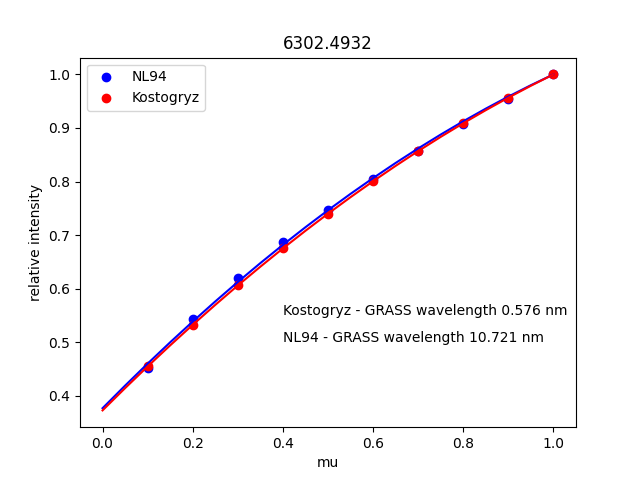 6302.4932
NL94
Kostogryz
relative intensity
1.0
0.9
0.8
0.7
0.6
0.5
0.4
Kostogryz - GRASS wavelength 0.576 nm
NL94 - GRASS wavelength 10.721 nm
0.0 0.2 0.4 0.6 0.8 1.0
mu